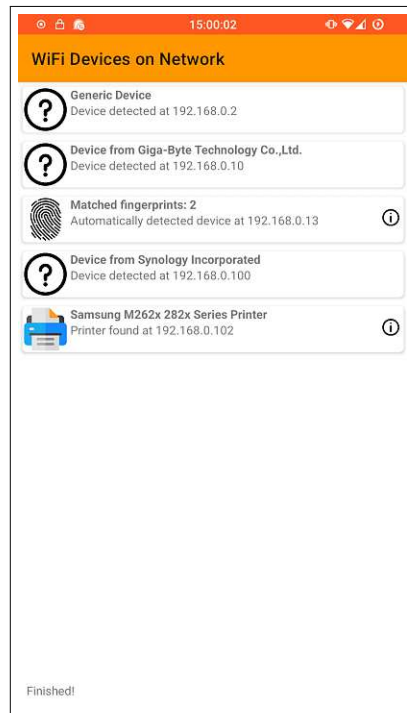 15:00:02
WiFi Devices on Network
Generic Device
Device detected at 192.168.0.2
Device from Giga-Byte Technology Co.,Ltd.
Device detected at 192.168.0.10
Matched fingerprints: 2
Automatically detected device at 192.168.0.13
Device from Synology Incorporated
Device detected at 192.168.0.100
Samsung M262x 282x Series Printer
Printer found at 192.168.0.102
Finished!